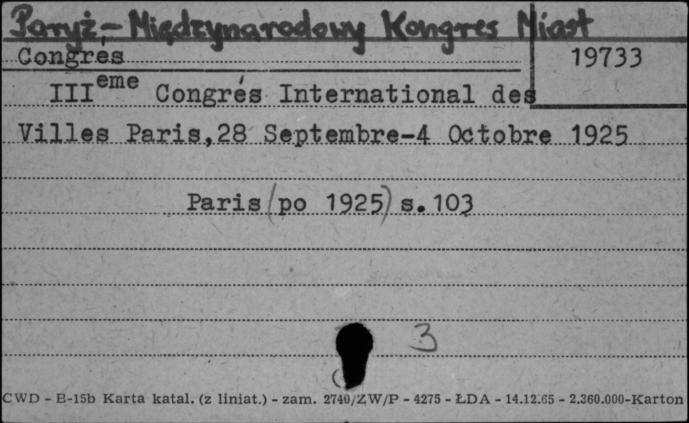 Paryż,- Międzynarodowy Kongres Miast
Congrés
19733
IIIeme Congrés International des
Villes Paris,28 Septembre-4 Octobre 1925
Paris(po 1925) s.103
3
CWD - E-15b Karta katal. (z liniat.) - zam. 2740/ZW/P - 4275 - ŁDA - 14.12.65 - 2.360.000-Karton